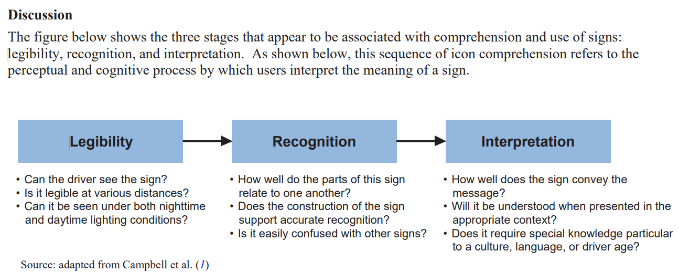 Discussion
The figure below shows the three stages that appear to be associated with comprehension and use of signs:
legibility, recognition, and interpretation. As shown below, this sequence of icon comprehension refers to the
perceptual and cognitive process by which users interpret the meaning of a sign.
Legibility
• Can the driver see the sign?
• Is it legible at various distances?
• Can it be seen under both nighttime
and daytime lighting conditions?
Recognition
• How well do the parts of this sign
relate to one another?
• Does the construction of the sign
support accurate recognition?
• Is it easily confused with other signs?
Interpretation
• How well does the sign convey the
message?
• Will it be understood when presented in the
appropriate context?
• Does it require special knowledge particular
to a culture, language, or driver age?
Source: adapted from Campbell et al. (1)